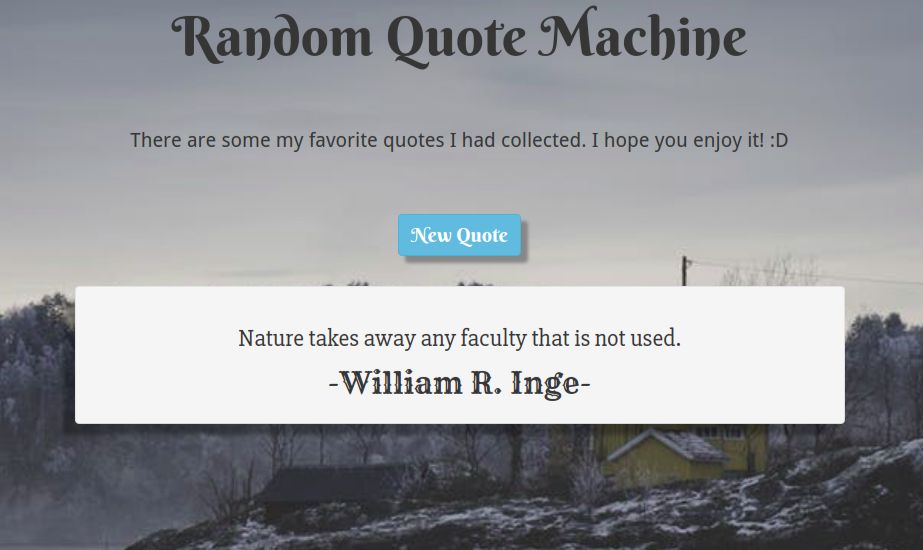 Random Quote Machine
There are some my favorite quotes I had collected. I hope you enjoy it! :D
New Quote
Nature takes away any faculty that is not used.
-William R. Inge-